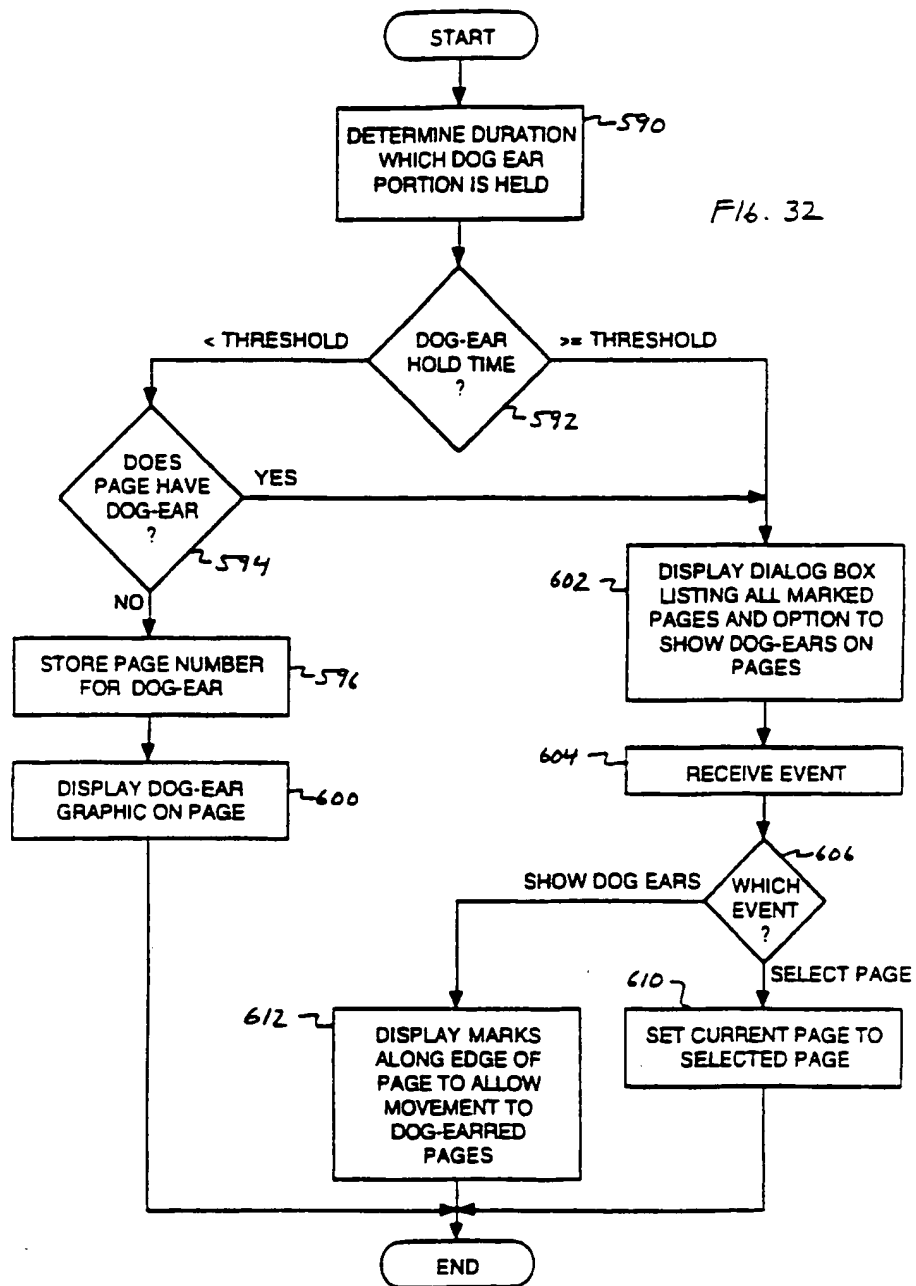 START
DETERMINE DURATION
WHICH DOG EAR
PORTION IS HELD
590
FIG. 32
< THRESHOLD
DOG-EAR
HOLD TIME
?
>= THRESHOLD
592
DOES
PAGE HAVE
DOG-EAR
?
YES
594
NO
STORE PAGE NUMBER
FOR DOG-EAR
596
DISPLAY DOG-EAR
GRAPHIC ON PAGE
600
602
DISPLAY DIALOG BOX
LISTING ALL MARKED
PAGES AND OPTION TO
SHOW DOG-EARS ON
PAGES
604
RECEIVE EVENT
606
SHOW DOG EARS
WHICH
EVENT
?
SELECT PAGE
610
SET CURRENT PAGE TO
SELECTED PAGE
612
DISPLAY MARKS
ALONG EDGE OF
PAGE TO ALLOW
MOVEMENT TO
DOG-EARRED
PAGES
END